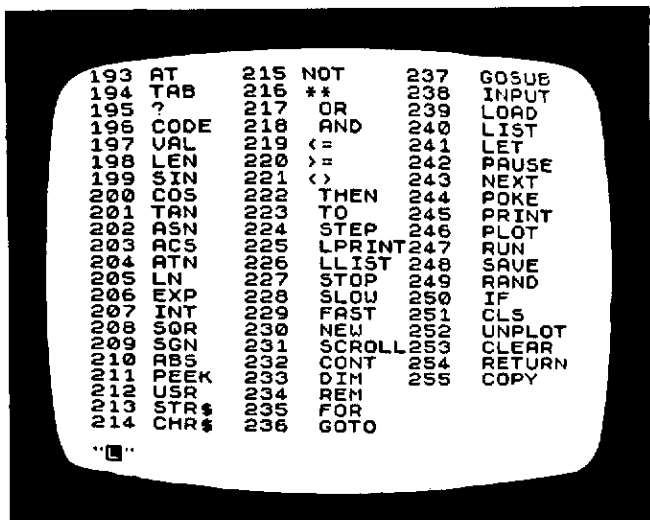 193 AT 215 NOT 237 GOSUB
194 TAB 216 ** 238 INPUT
195 ? 217 OR 239 LOAD
196 CODE 218 AND 240 LIST
197 VAL 219 <= 241 LET
198 LEN 220 >= 242 PAUSE
199 SIN 221 <> 243 NEXT
200 COS 222 THEN 244 POKE
201 TAN 223 TO 245 PRINT
202 ASN 224 STEP 246 PLOT
203 ACS 225 LPRINT247 RUN
204 ATN 226 LLIST 248 SAVE
205 LN 227 STOP 249 RAND
206 EXP 228 SLOW 250 IF
207 INT 229 FAST 251 CLS
208 SQR 230 NEW 252 UNPLOT
209 SGN 231 SCROLL253 CLEAR
210 ABS 232 CONT 254 RETURN
211 PEEK 233 DIM 255 COPY
212 USR 234 REM
213 STR$ 235 FOR
214 CHR$ 236 GOTO
"L"